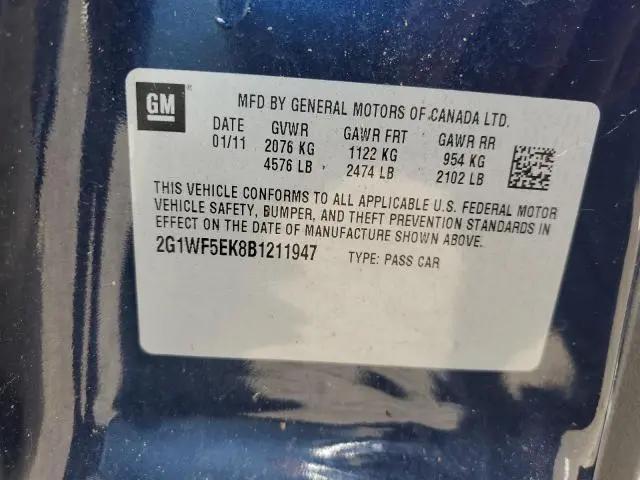 GM
MFD BY GENERAL MOTORS OF CANADA LTD.
DATE GVWR GAWR FRT GAWR RR
01/11 2076 KG 1122 KG 954 KG
4576 LB 2474 LB 2102 LB
THIS VEHICLE CONFORMS TO ALL APPLICABLE U.S. FEDERAL MOTOR
VEHICLE SAFETY, BUMPER, AND THEFT PREVENTION STANDARDS IN
EFFECT ON THE DATE OF MANUFACTURE SHOWN ABOVE.
2G1WF5EK8B1211947 TYPE: PASS CAR